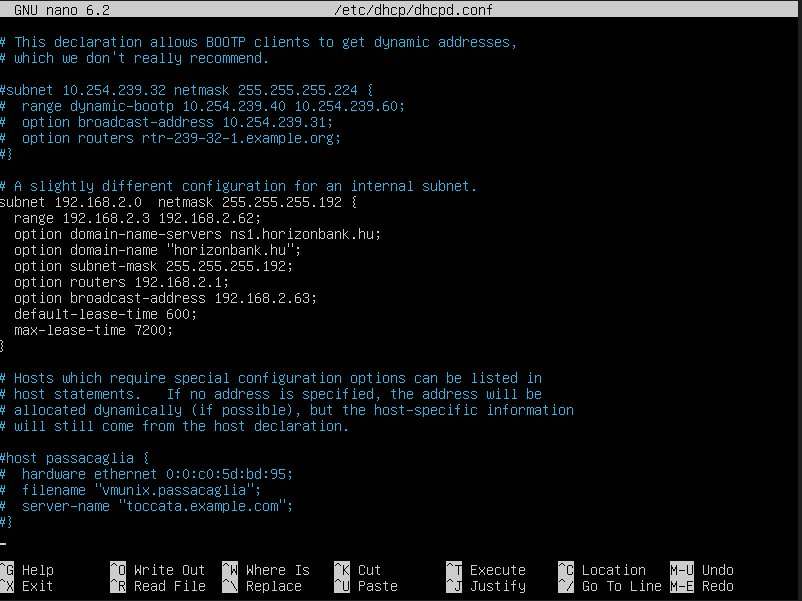 GNU nano 6.2 /etc/dhcp/dhcpd.conf
# This declaration allows BOOTP clients to get dynamic addresses,
# which we don't really recommend.
#subnet 10.254.239.32 netmask 255.255.255.224 {
#  range dynamic-bootp 10.254.239.40 10.254.239.60;
#  option broadcast-address 10.254.239.31;
#  option routers rtr-239-32-1.example.org;
#}
# A slightly different configuration for an internal subnet.
subnet 192.168.2.0  netmask 255.255.255.192 {
  range 192.168.2.3 192.168.2.62;
  option domain-name-servers ns1.horizonbank.hu;
  option domain-name "horizonbank.hu";
  option subnet-mask 255.255.255.192;
  option routers 192.168.2.1;
  option broadcast-address 192.168.2.63;
  default-lease-time 600;
  max-lease-time 7200;
}
# Hosts which require special configuration options can be listed in
# host statements.   If no address is specified, the address will be
# allocated dynamically (if possible), but the host-specific information
# will still come from the host declaration.
#host passacaglia {
#  hardware ethernet 0:0:c0:5d:bd:95;
#  filename "vmunix.passacaglia";
#  server-name "toccata.example.com";
#}
^G Help ^O Write Out ^W Where Is ^K Cut ^T Execute ^C Location M-U Undo
^X Exit ^R Read File ^\ Replace ^U Paste ^J Justify ^/ Go To Line M-E Redo